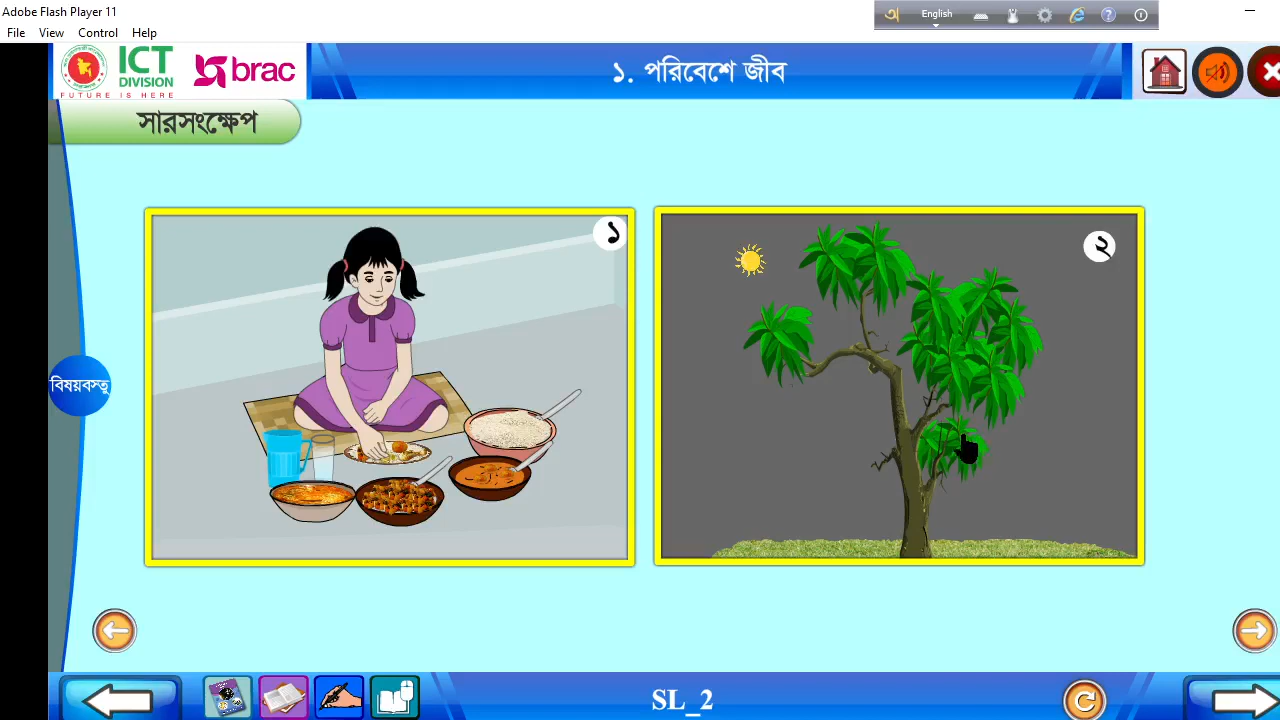 Adobe Flash Player 11
English
File View Control Help
ICT
DIVISION
FUTURE IS HERE
brac
১. পরিবেশে জীব
সারসংক্ষেপ
১
২
বিষয়বস্তু
SL_2